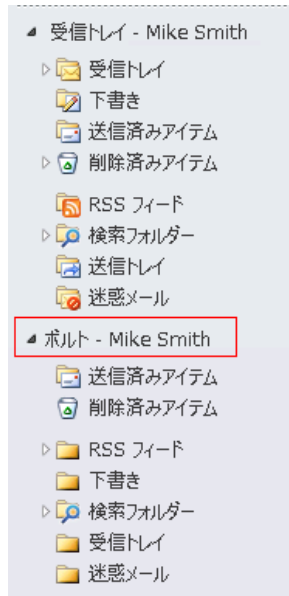 受信トレイ - Mike Smith
受信トレイ
下書き
送信済みアイテム
削除済みアイテム
RSS フィード
検索フォルダー
送信トレイ
迷惑メール
ボルト - Mike Smith
送信済みアイテム
削除済みアイテム
RSS フィード
下書き
検索フォルダー
受信トレイ
迷惑メール